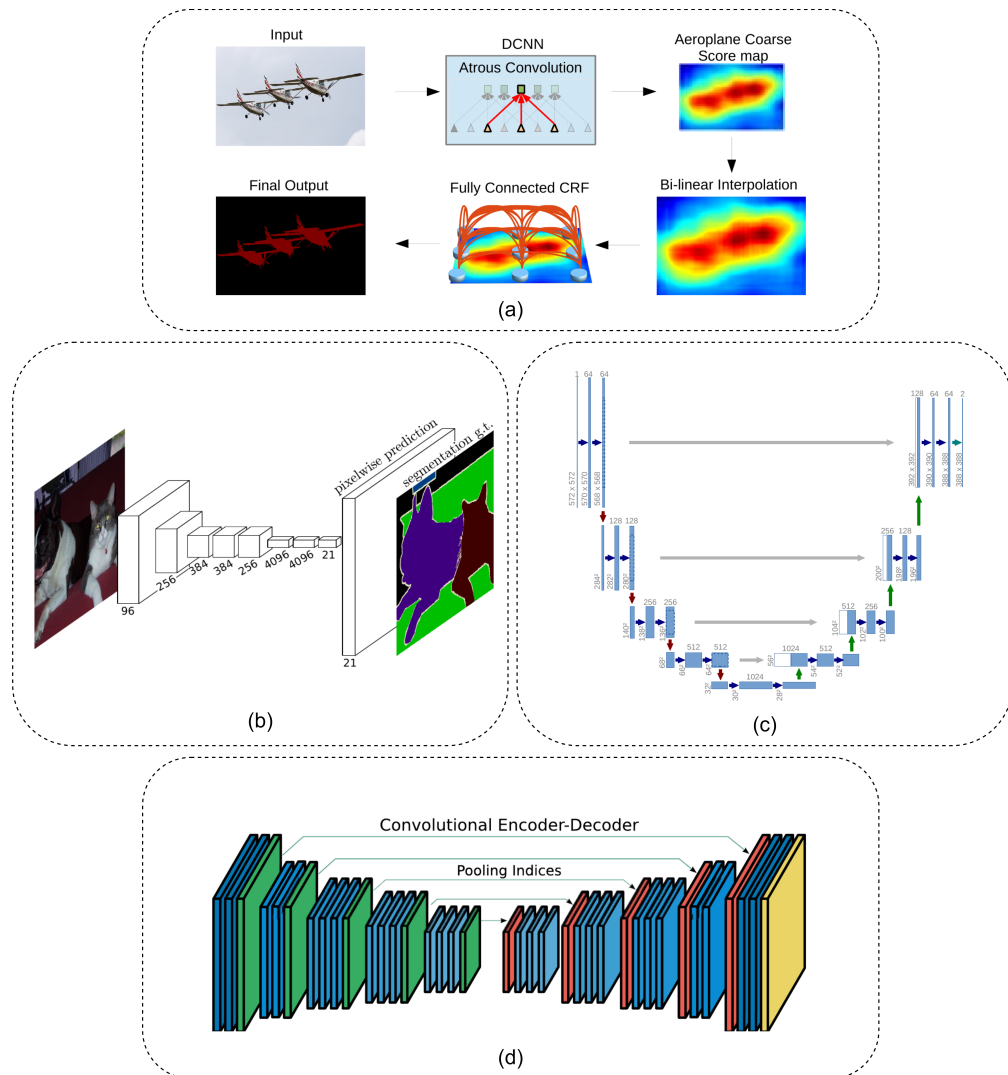 Input
DCNN
Atrous Convolution
Aeroplane Coarse
Score map
Final Output
Fully Connected CRF
Bi-linear Interpolation
(a)
96
256
384
384
256
4096
4096
21
21
pixelwise prediction
segmentation g.t.
(b)
1
64
64
572 x 572
570 x 570
568 x 568
128
64
64
2
392 x 392
390 x 390
388 x 388
388 x 388
128
128
284²
282²
280²
256
128
200²
198²
196²
256
256
140²
138²
136²
512
256
104²
102²
100²
512
512
68²
66²
64²
1024
512
56²
54²
52²
1024
32²
30²
28²
(c)
Convolutional Encoder-Decoder
Pooling Indices
(d)